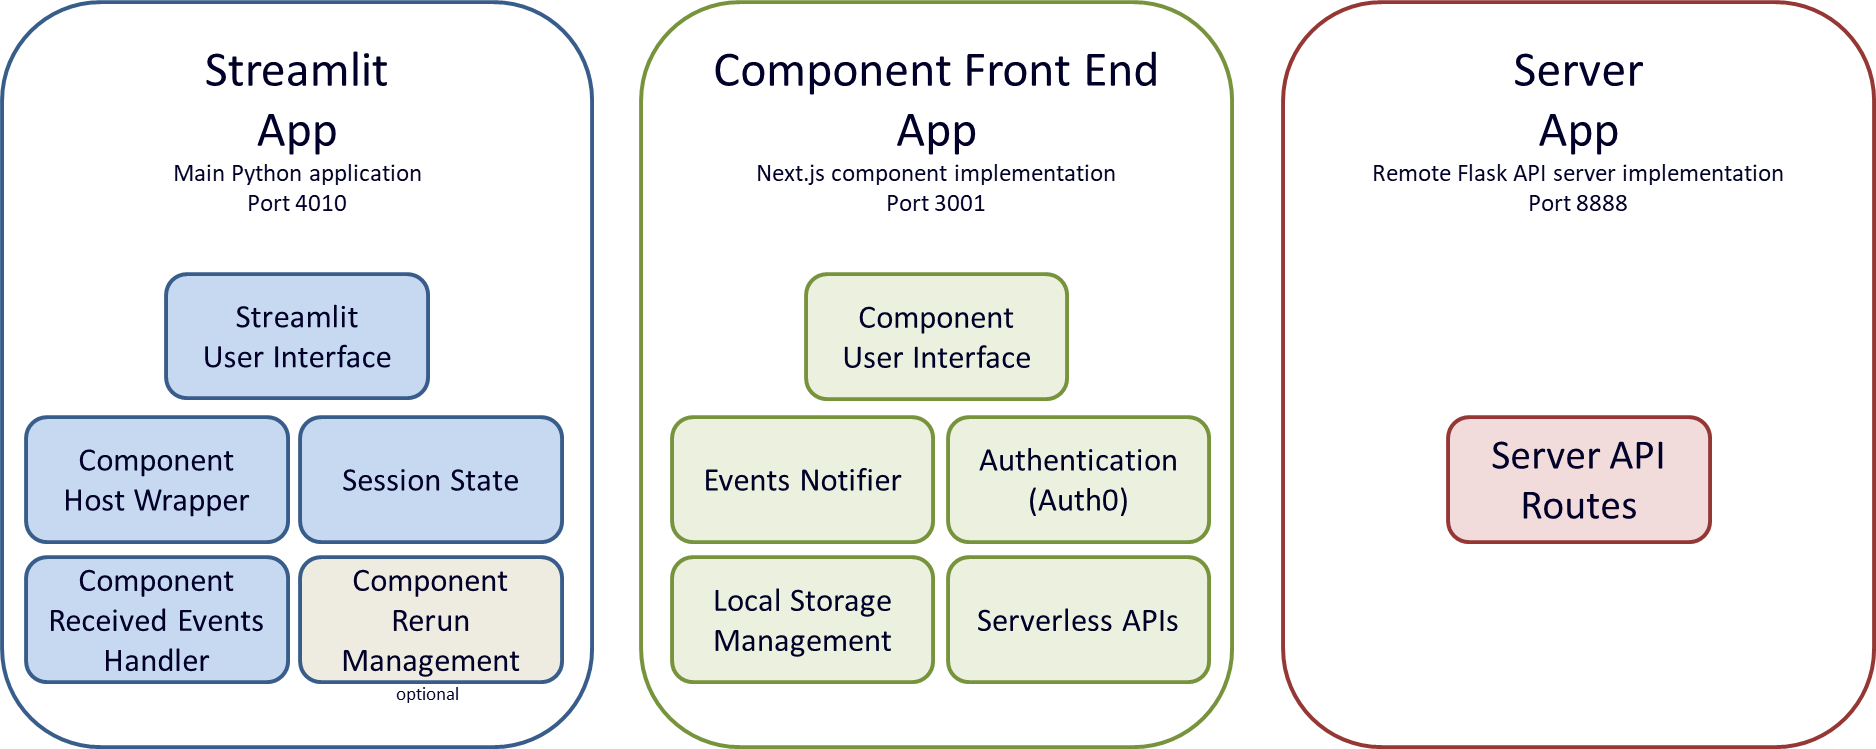 Streamlit
App
Main Python application
Port 4010
Streamlit
User Interface
Component
Host Wrapper
Session State
Component
Received Events
Handler
Component
Rerun
Management
optional
Component Front End
App
Next.js component implementation
Port 3001
Component
User Interface
Events Notifier
Authentication
(Auth0)
Local Storage
Management
Serverless APIs
Server
App
Remote Flask API server implementation
Port 8888
Server API
Routes